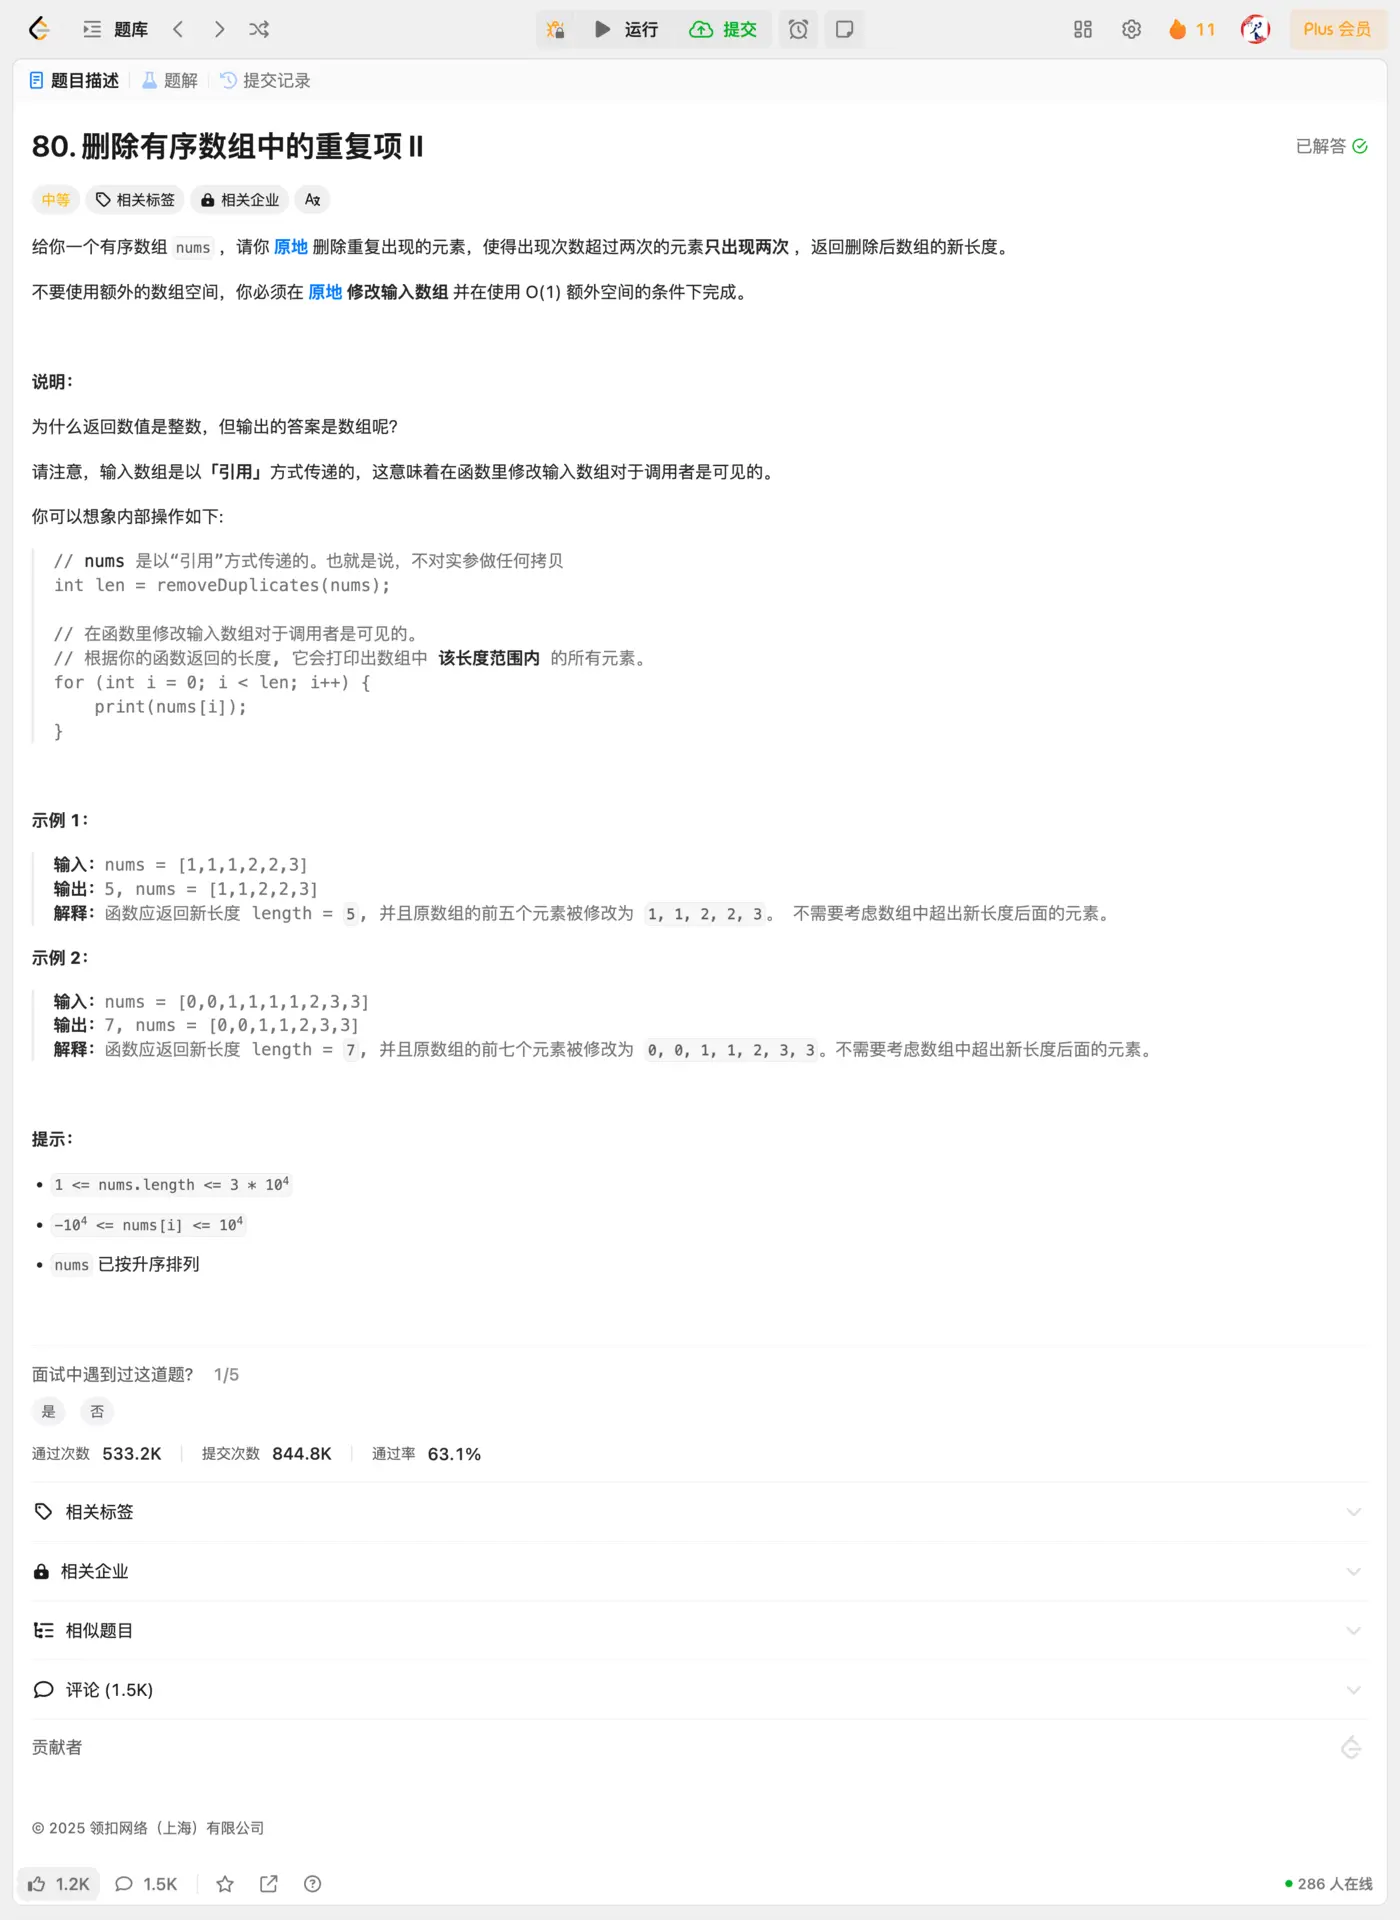 题库
运行
提交
11
Plus 会员
题目描述
题解
提交记录
80. 删除有序数组中的重复项 II
已解答
中等
相关标签
相关企业
给你一个有序数组 nums ，请你 原地 删除重复出现的元素，使得出现次数超过两次的元素只出现两次 ，返回删除后数组的新长度。
不要使用额外的数组空间，你必须在 原地 修改输入数组 并在使用 O(1) 额外空间的条件下完成。
说明：
为什么返回数值是整数，但输出的答案是数组呢？
请注意，输入数组是以「引用」方式传递的，这意味着在函数里修改输入数组对于调用者是可见的。
你可以想象内部操作如下:
// nums 是以“引用”方式传递的。也就是说，不对实参做任何拷贝
int len = removeDuplicates(nums);
// 在函数里修改输入数组对于调用者是可见的。
// 根据你的函数返回的长度, 它会打印出数组中 该长度范围内 的所有元素。
for (int i = 0; i < len; i++) {
    print(nums[i]);
}
示例 1：
输入：nums = [1,1,1,2,2,3]
输出：5, nums = [1,1,2,2,3]
解释：函数应返回新长度 length = 5, 并且原数组的前五个元素被修改为 1, 1, 2, 2, 3。 不需要考虑数组中超出新长度后面的元素。
示例 2：
输入：nums = [0,0,1,1,1,1,2,3,3]
输出：7, nums = [0,0,1,1,2,3,3]
解释：函数应返回新长度 length = 7, 并且原数组的前七个元素被修改为 0, 0, 1, 1, 2, 3, 3。不需要考虑数组中超出新长度后面的元素。
提示：
1 <= nums.length <= 3 * 10⁴
-10⁴ <= nums[i] <= 10⁴
nums 已按升序排列
面试中遇到过这道题? 1/5
是 否
通过次数 533.2K 提交次数 844.8K 通过率 63.1%
相关标签
相关企业
相似题目
评论 (1.5K)
贡献者
© 2025 领扣网络（上海）有限公司
1.2K 1.5K
286 人在线